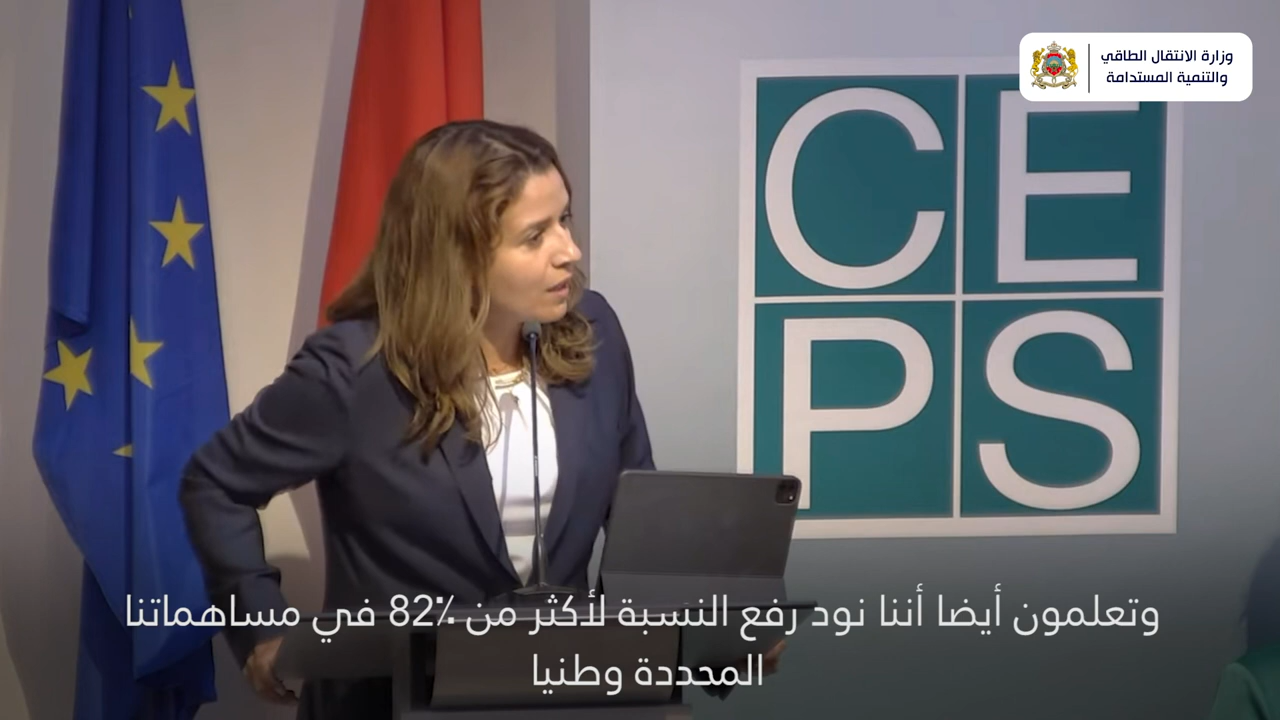 وزارة الانتقال الطاقي
والتنمية المستدامة
CE
PS
وتعلمون أيضا أننا نود رفع النسبة لأكثر من 82٪ في مساهماتنا
المحددة وطنيا